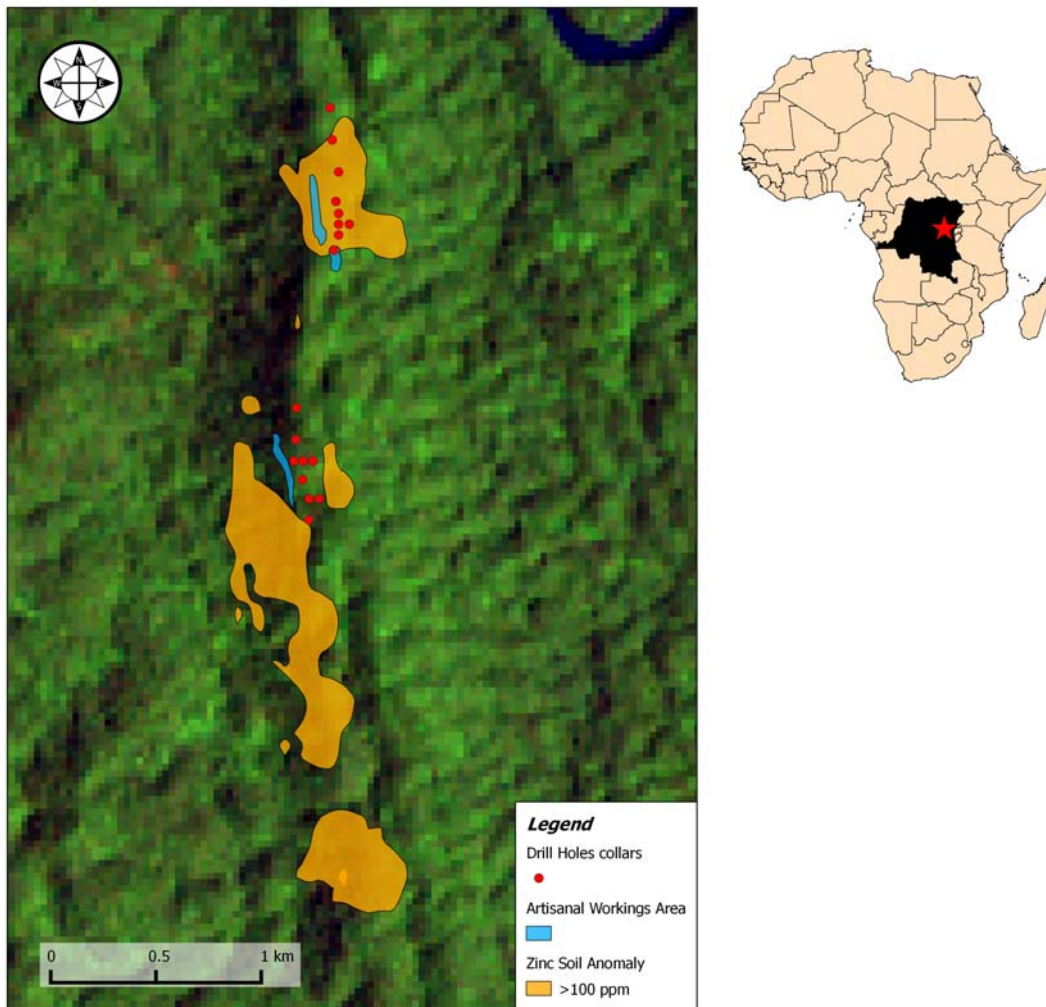 N
W E
S
Legend
Drill Holes collars
Artisanal Workings Area
Zinc Soil Anomaly
>100 ppm
0 0.5 1 km